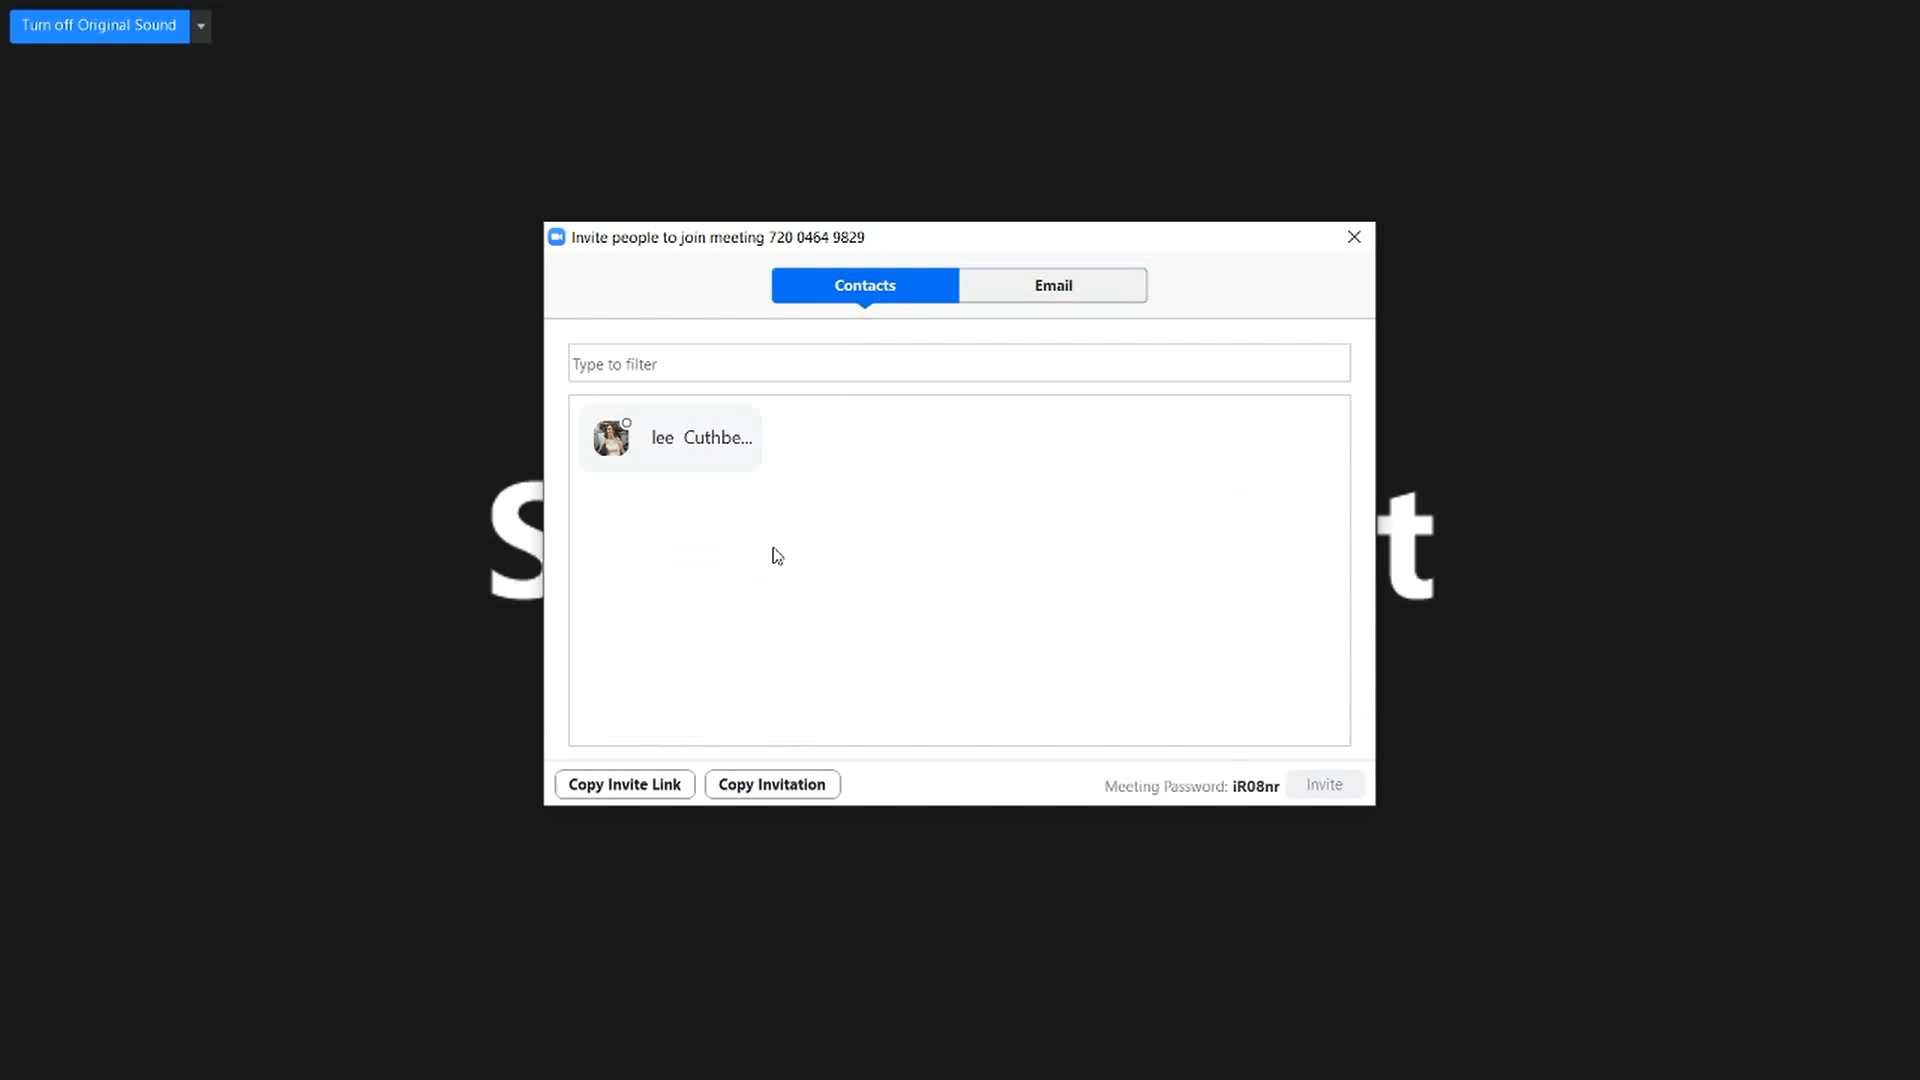 Turn off Original Sound
Invite people to join meeting 720 0464 9829
Contacts
Email
Type to filter
lee Cuthbe...
S
t
Copy Invite Link
Copy Invitation
Meeting Password: iR08nr
Invite